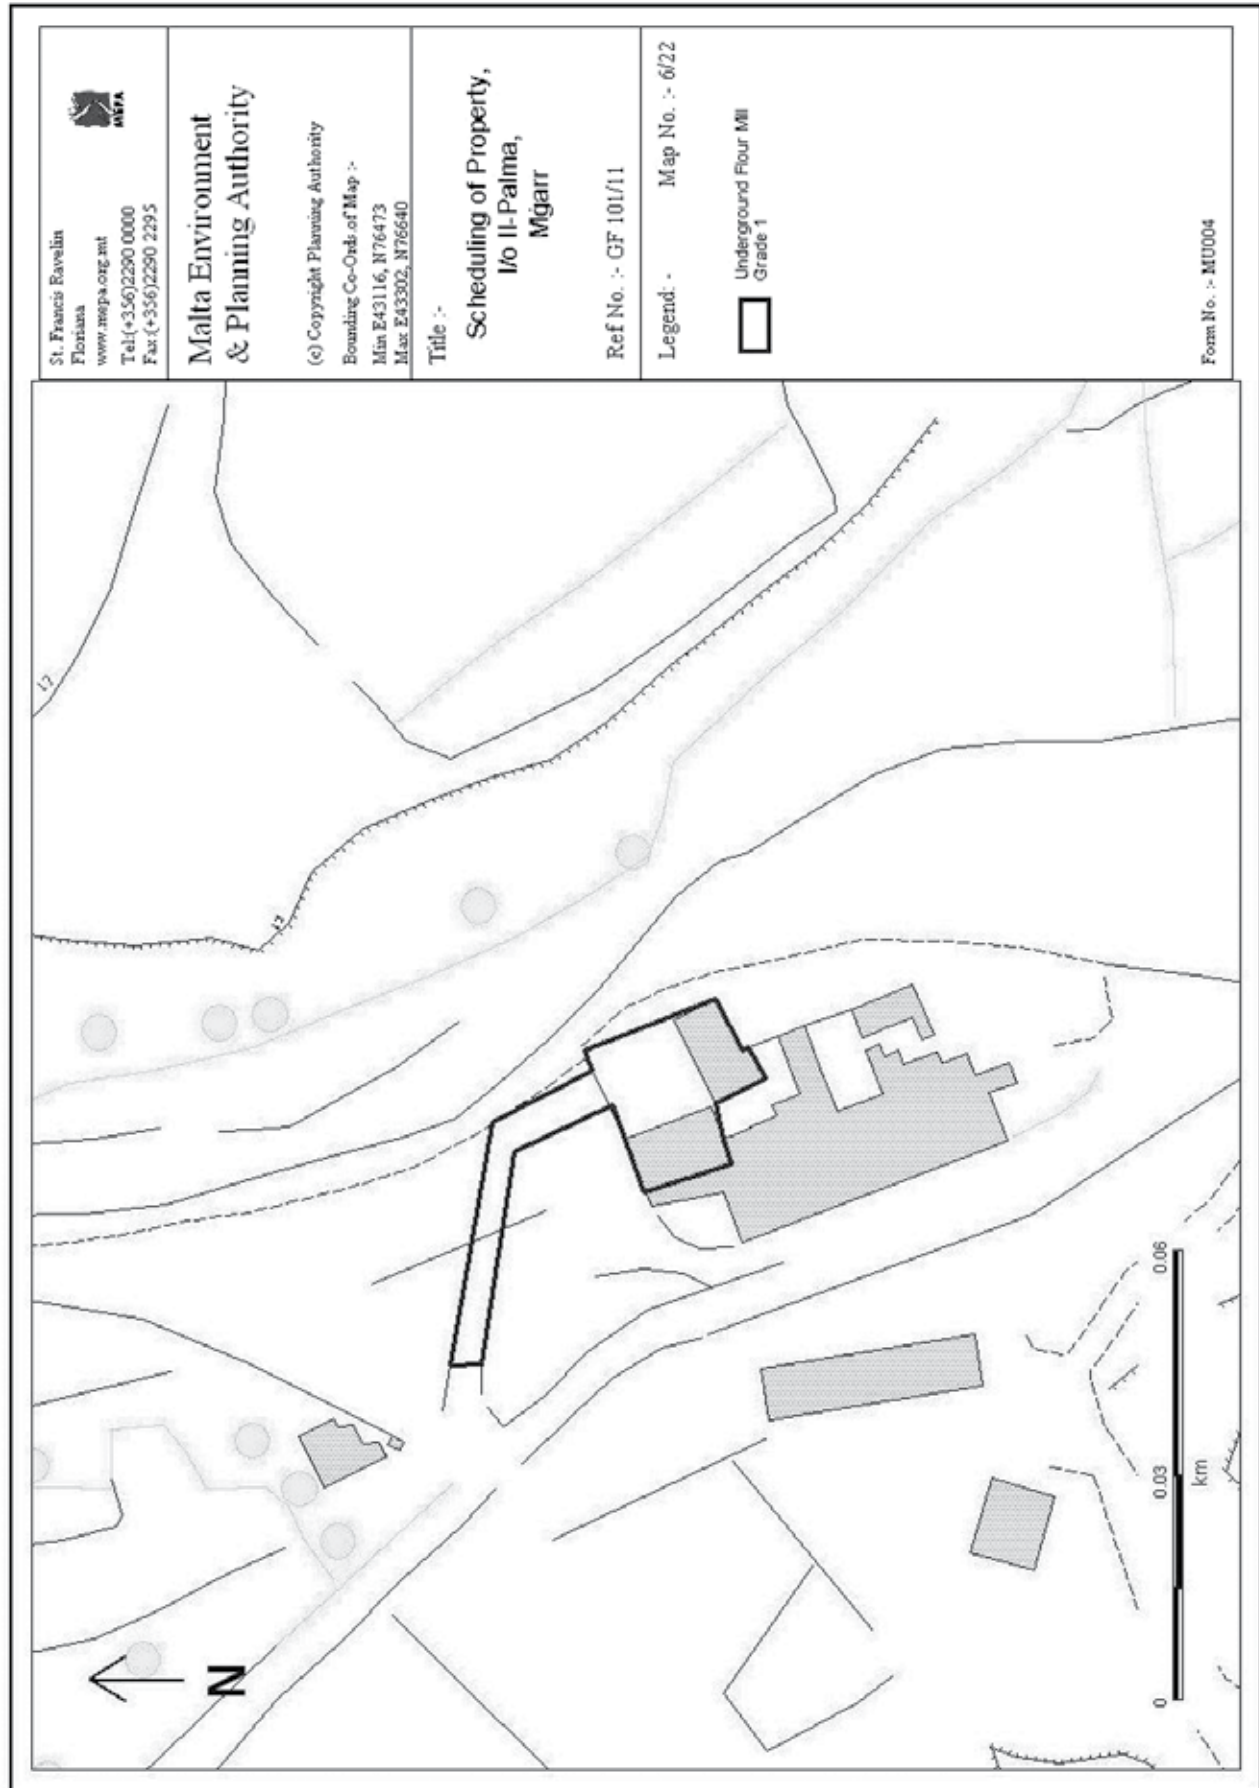 St. Francis Ravelin
Floriana
www.mepa.org.mt
Tel:(+356)2290 0000
Fax:(+356)2290 2295
MEPA
Malta Environment
& Planning Authority
(c) Copyright Planning Authority
Bounding Co-Ords.of Map :-
Min E43116, N76473
Max E43302, N76640
Title :-
Scheduling of Property,
l/o Il-Palma,
Mġarr
Ref No. :- GF 101/11
Legend: -
Map No. :- 6/22
Underground Flour Mill
Grade 1
Form No. :- MU004
17
N
0
0.03
0.06
km